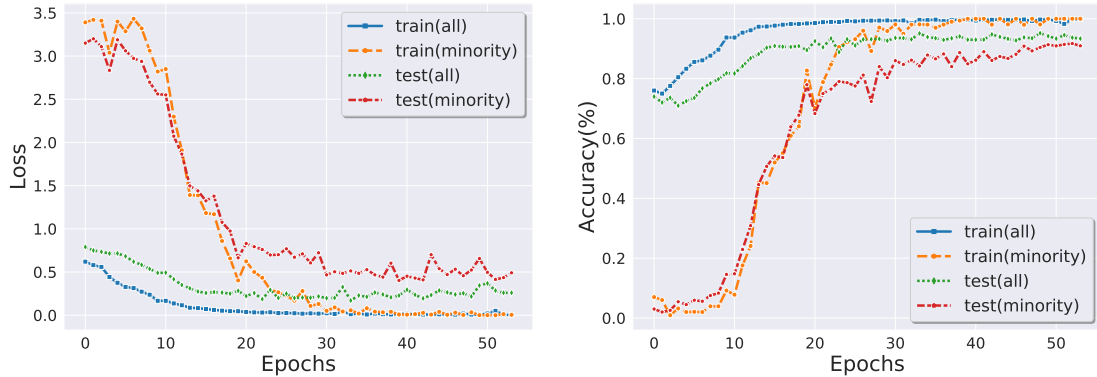 3.5
3.0
2.5
2.0
1.5
1.0
0.5
0.0
Loss
0 10 20 30 40 50
Epochs
train(all)
train(minority)
test(all)
test(minority)
1.0
0.8
0.6
0.4
0.2
0.0
Accuracy(%)
0 10 20 30 40 50
Epochs
train(all)
train(minority)
test(all)
test(minority)